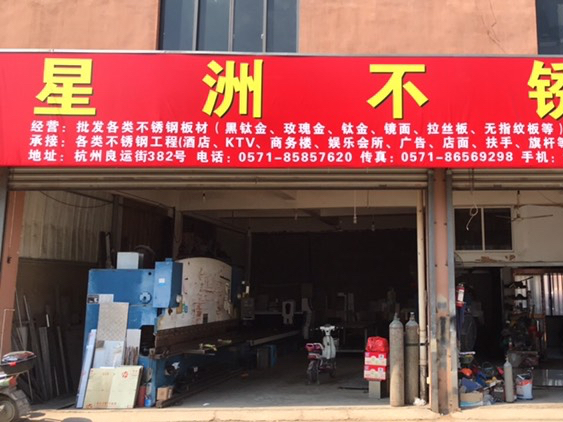 星洲不锈
经营：批发各类不锈钢板材（黑钛金、玫瑰金、钛金、镜面、拉丝板、无指纹板等）
承接：各类不锈钢工程(酒店、KTV、商务楼、娱乐会所、广告、店面、扶手、旗杆等
地址：杭州良运街382号 电话：0571-85857620 传真：0571-86569298 手机：